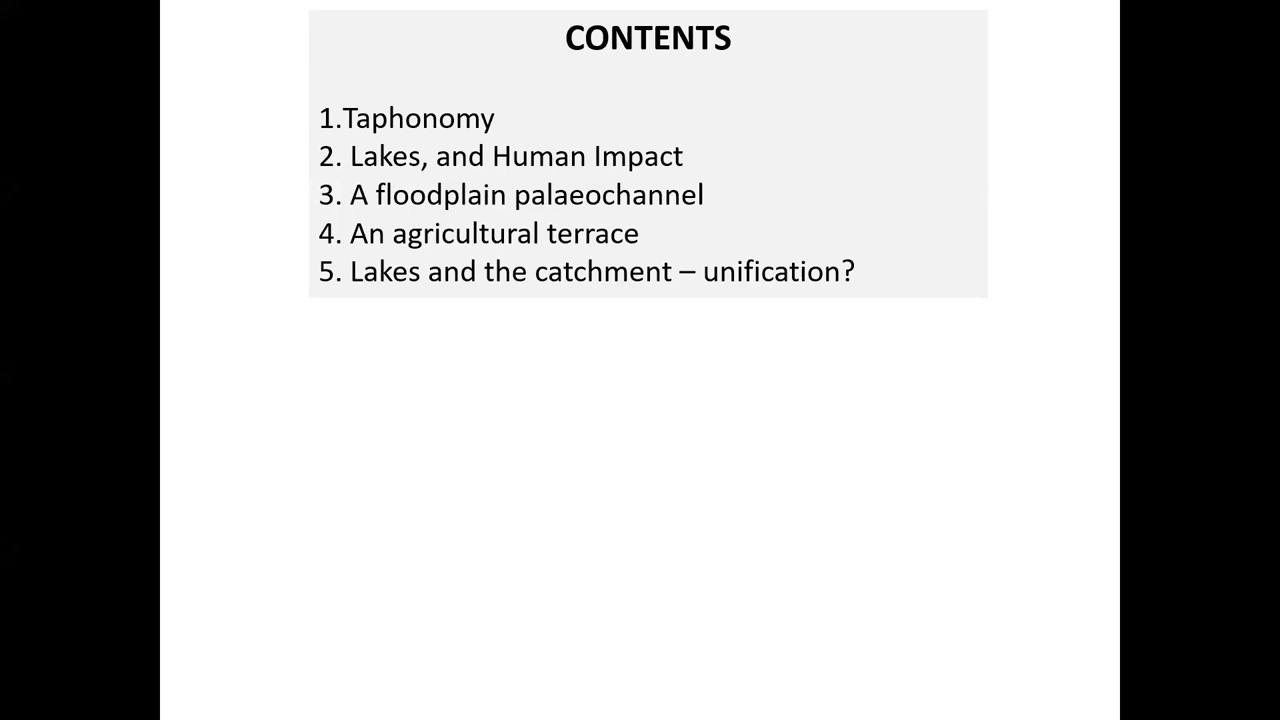 CONTENTS
1.Taphonomy
2. Lakes, and Human Impact
3. A floodplain palaeochannel
4. An agricultural terrace
5. Lakes and the catchment – unification?